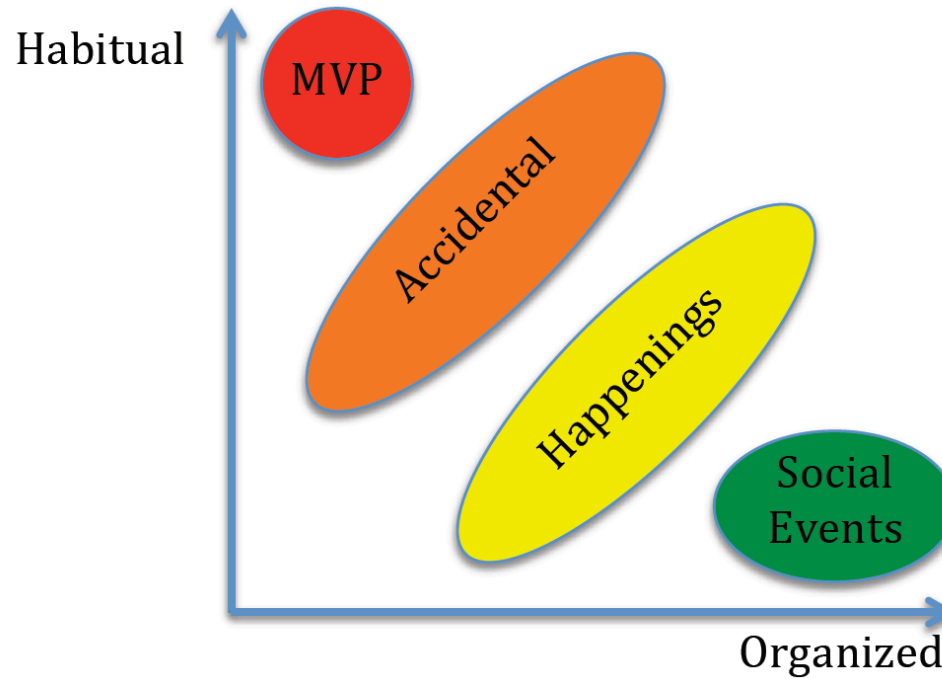 Habitual
MVP
Accidental
Happenings
Social
Events
Organized